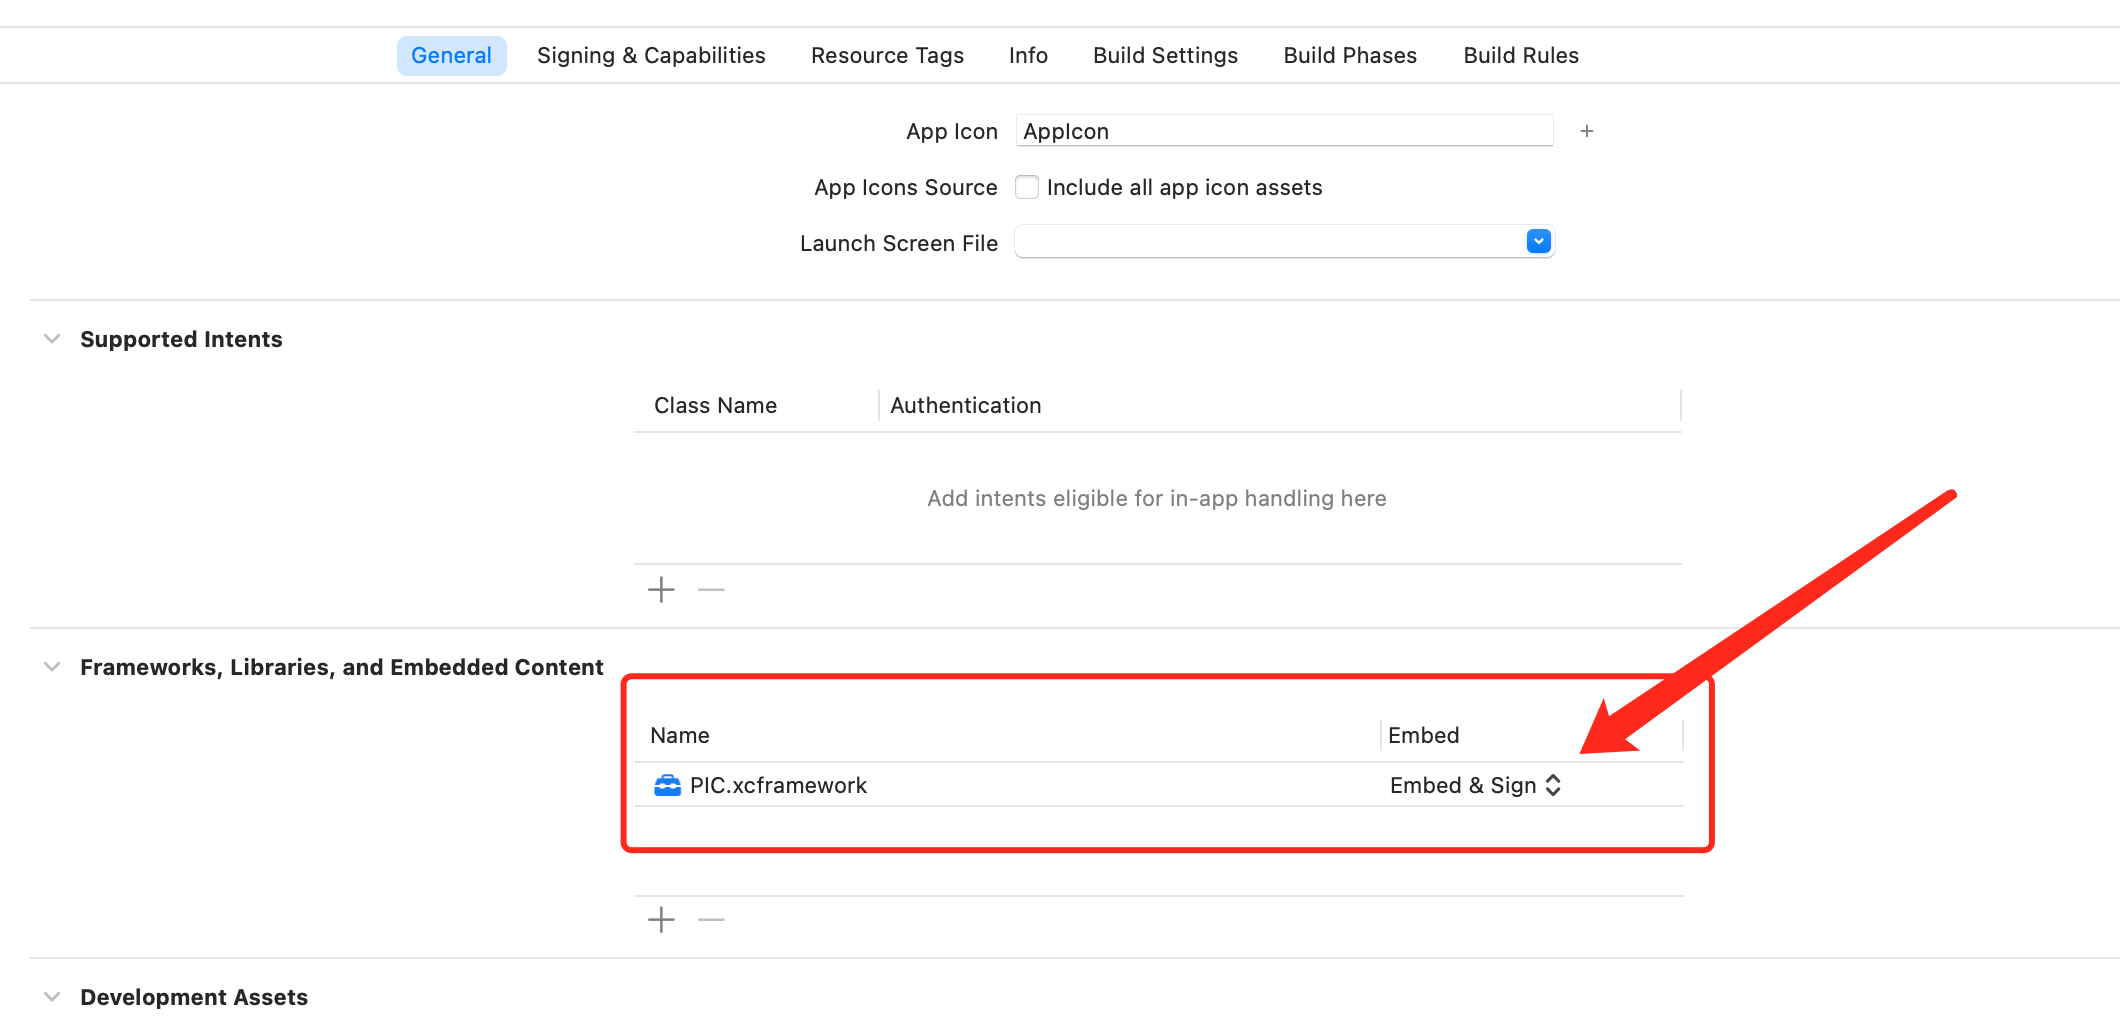 General Signing & Capabilities Resource Tags Info Build Settings Build Phases Build Rules
App Icon AppIcon +
App Icons Source Include all app icon assets
Launch Screen File
Supported Intents
Class Name Authentication
Add intents eligible for in-app handling here
Frameworks, Libraries, and Embedded Content
Name Embed
PIC.xcframework Embed & Sign
Development Assets